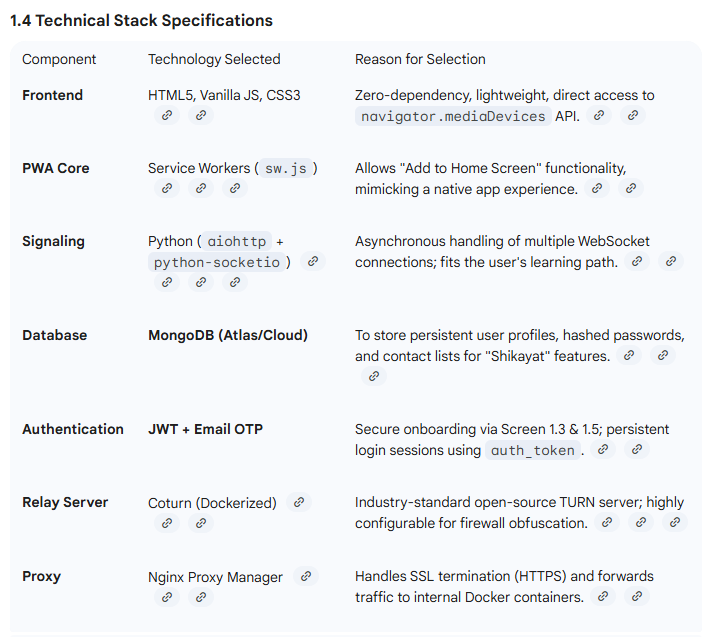 1.4 Technical Stack Specifications
Component Technology Selected Reason for Selection
Frontend HTML5, Vanilla JS, CSS3 Zero-dependency, lightweight, direct access to
navigator.mediaDevices API.
PWA Core Service Workers ( sw.js ) Allows "Add to Home Screen" functionality,
mimicking a native app experience.
Signaling Python ( aiohttp + Asynchronous handling of multiple WebSocket
python-socketio ) connections; fits the user's learning path.
Database MongoDB (Atlas/Cloud) To store persistent user profiles, hashed passwords,
and contact lists for "Shikayat" features.
Authentication JWT + Email OTP Secure onboarding via Screen 1.3 & 1.5; persistent
login sessions using auth_token .
Relay Server Coturn (Dockerized) Industry-standard open-source TURN server; highly
configurable for firewall obfuscation.
Proxy Nginx Proxy Manager Handles SSL termination (HTTPS) and forwards
traffic to internal Docker containers.